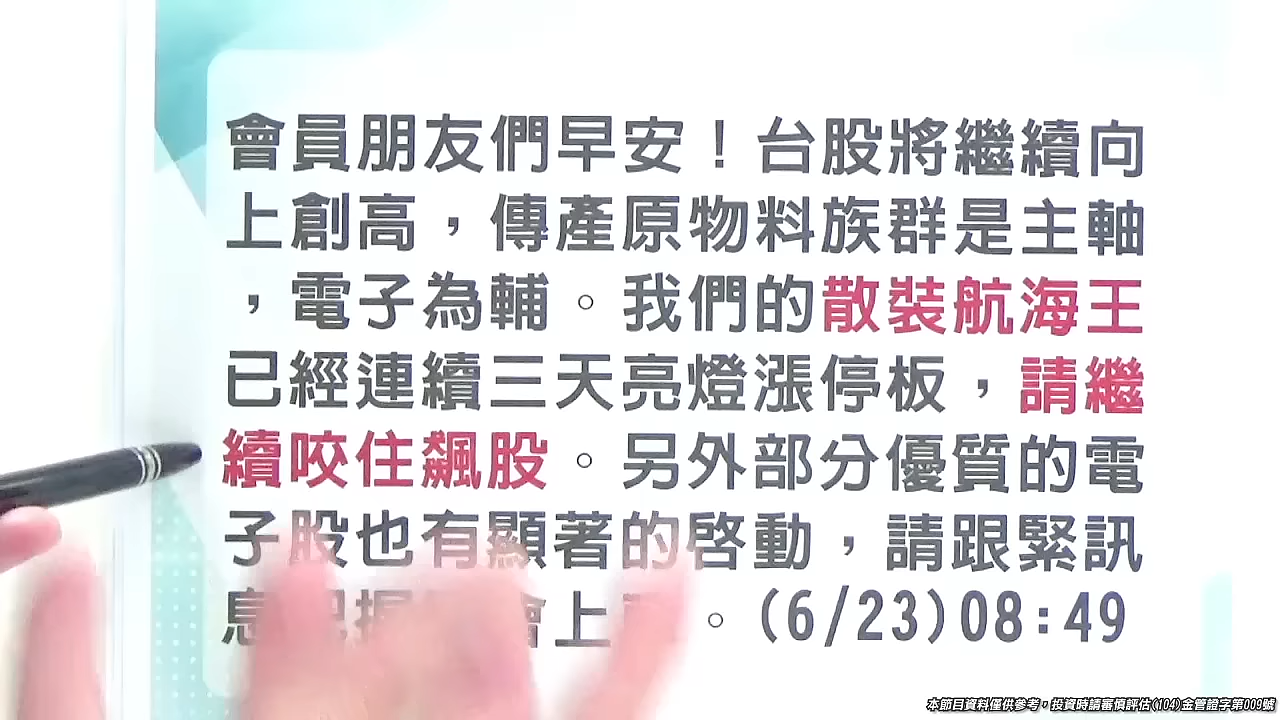 會員朋友們早安！台股將繼續向
上創高，傳產原物料族群是主軸
，電子為輔。我們的散裝航海王
已經連續三天亮燈漲停板，請繼
續咬住飆股。另外部分優質的電
子股也有顯著的啓動，請跟緊訊
息把握會上。(6/23)08:49
本節目資料僅供參考，投資時請審慎評估(104)金管證字第009號